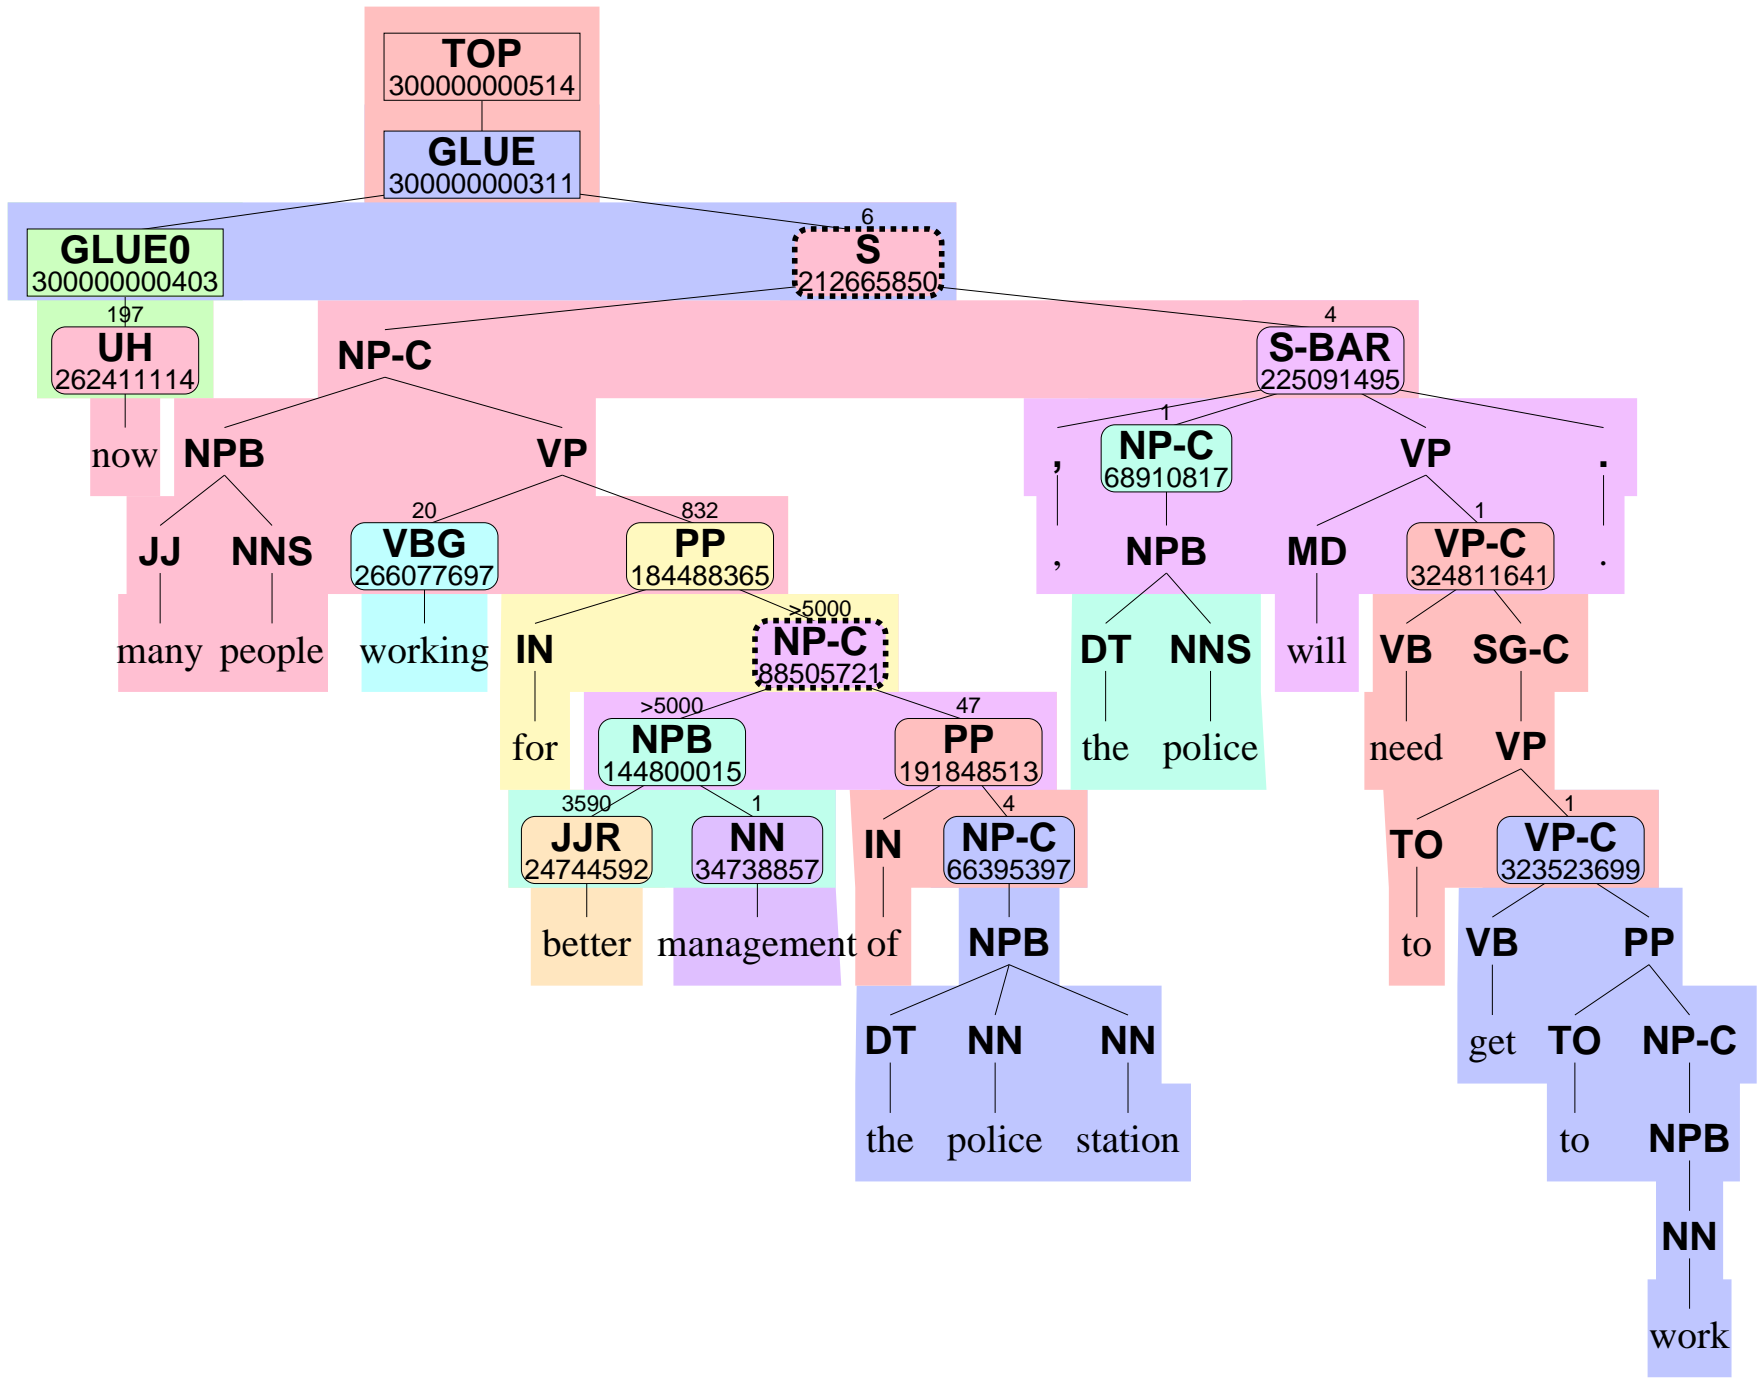 TOP
300000000514
GLUE
300000000311
6
GLUE0 S
300000000403 212665850
197 4
UH NP-C S-BAR
262411114 225091495
1
now NPB VP , NP-C VP .
68910817
20 832 1
JJ NNS VBG PP , NPB MD VP-C .
266077697 184488365 324811641
>5000
many people working IN NP-C DT NNS will VB SG-C
88505721
>5000 47
for NPB PP the police need VP
144800015 191848513
3590 1 4 1
JJR NN IN NP-C TO VP-C
24744592 34738857 66395397 323523699
better management of NPB to VB PP
DT NN NN get TO NP-C
the police station to NPB
NN
work